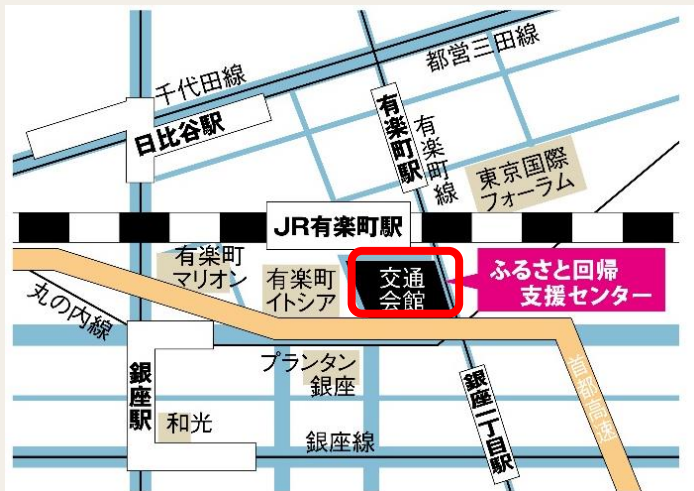 千代田線
都営三田線
日比谷駅
有楽町駅
有楽町線
東京国際
フォーラム
JR有楽町駅
有楽町
マリオン
有楽町
イトシア
交通
会館
ふるさと回帰
支援センター
丸の内線
プランタン
銀座
銀座駅
和光
銀座線
銀座一丁目駅
首都高速